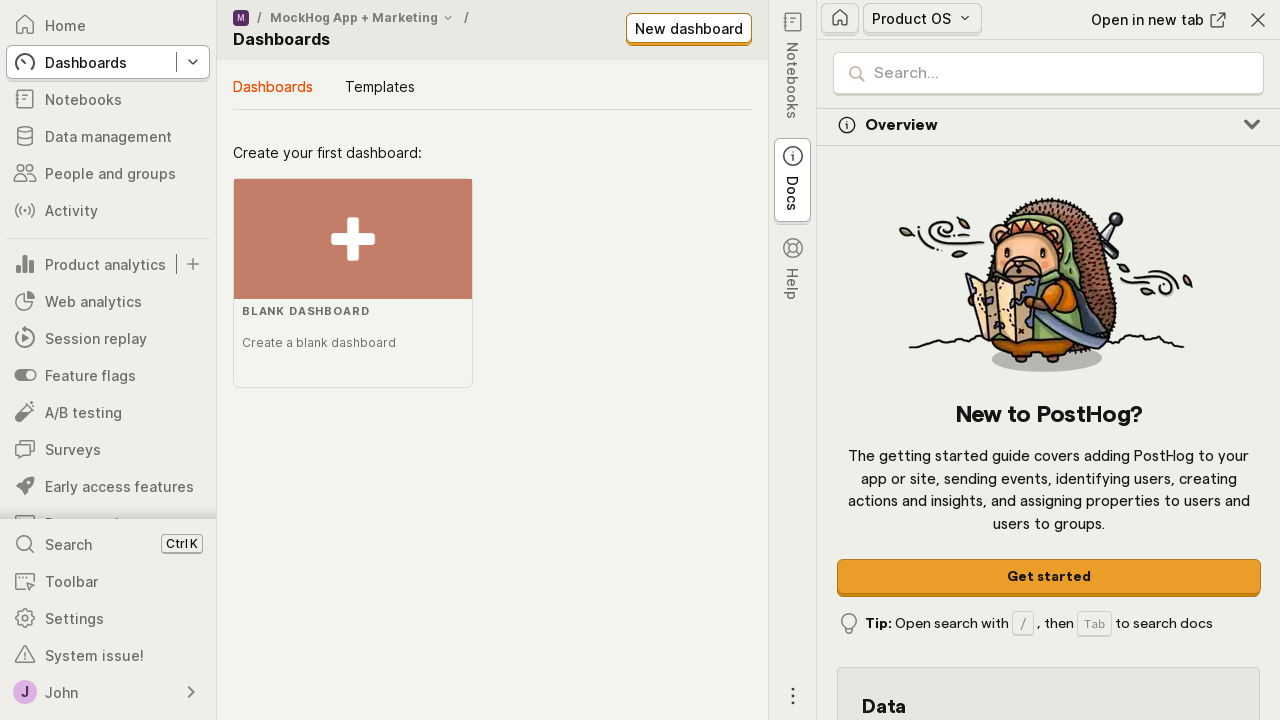 Home
Dashboards
Notebooks
Data management
People and groups
Activity
Product analytics
Web analytics
Session replay
Feature flags
A/B testing
Surveys
Early access features
Search Ctrl K
Toolbar
Settings
System issue!
J John
M / MockHog App + Marketing /
Dashboards
New dashboard
Dashboards Templates
Create your first dashboard:
BLANK DASHBOARD
Create a blank dashboard
Notebooks
Docs
Help
Product OS
Open in new tab
Search...
Overview
New to PostHog?
The getting started guide covers adding PostHog to your
app or site, sending events, identifying users, creating
actions and insights, and assigning properties to users and
users to groups.
Get started
Tip: Open search with / , then Tab to search docs
Data